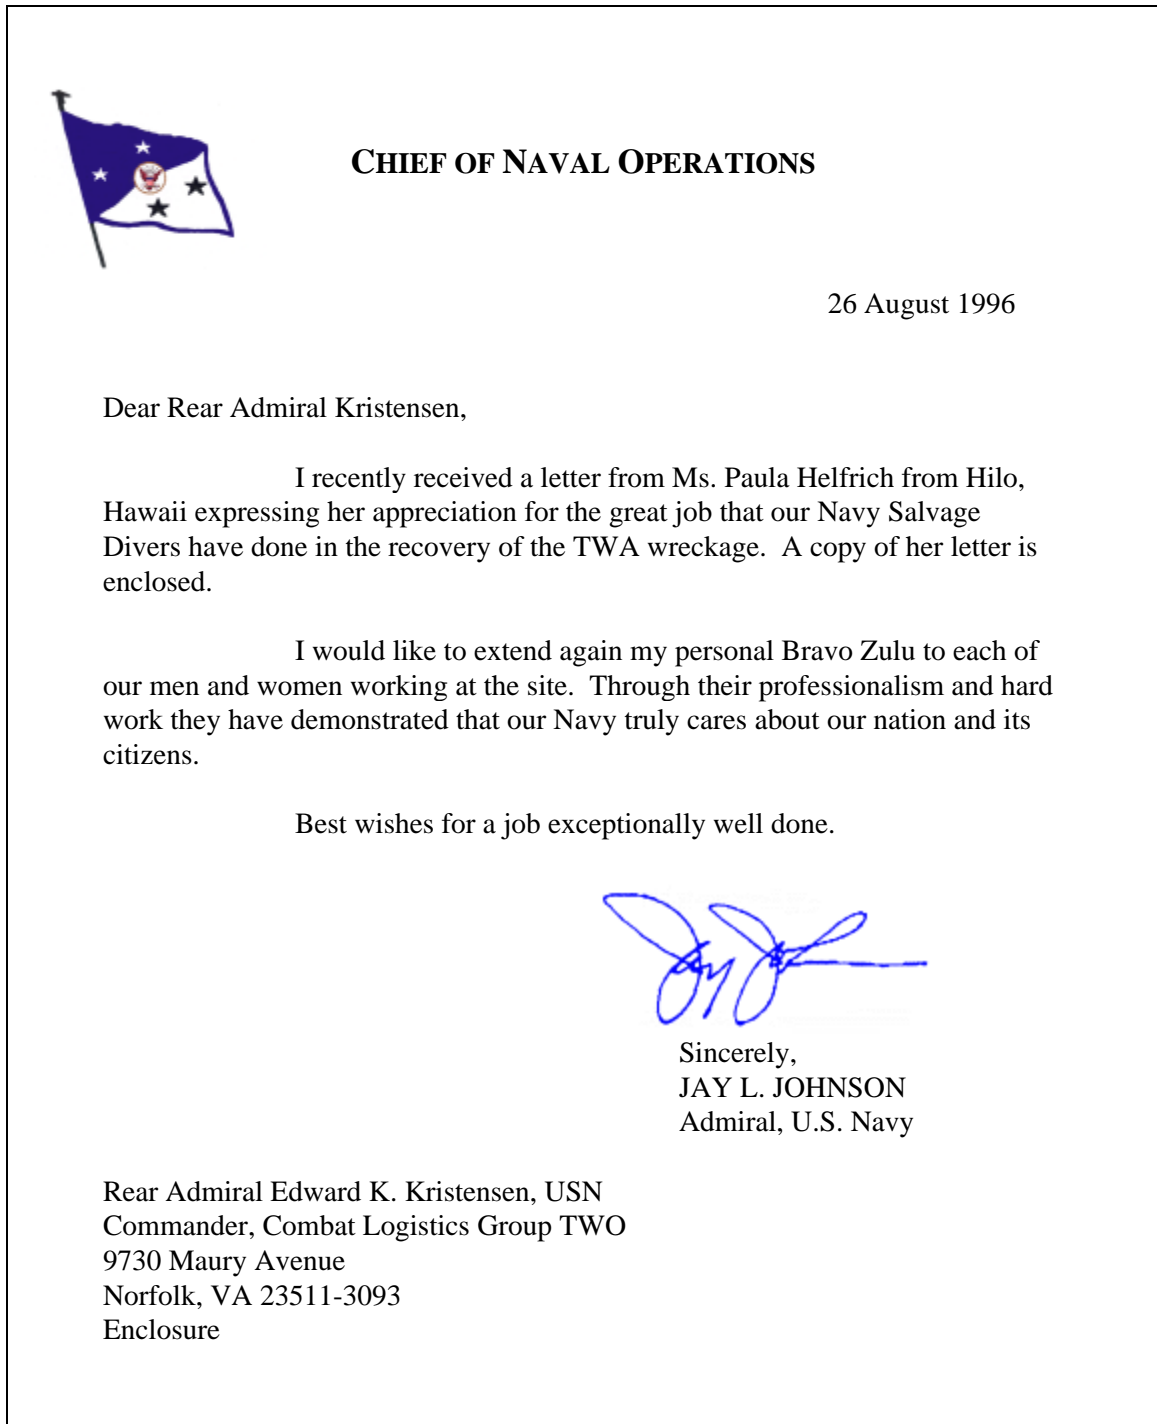 CHIEF OF NAVAL OPERATIONS
26 August 1996
Dear Rear Admiral Kristensen,
I recently received a letter from Ms. Paula Helfrich from Hilo,
Hawaii expressing her appreciation for the great job that our Navy Salvage
Divers have done in the recovery of the TWA wreckage.  A copy of her letter is
enclosed.
I would like to extend again my personal Bravo Zulu to each of
our men and women working at the site.  Through their professionalism and hard
work they have demonstrated that our Navy truly cares about our nation and its
citizens.
Best wishes for a job exceptionally well done.
Jay Johnson
Sincerely,
JAY L. JOHNSON
Admiral, U.S. Navy
Rear Admiral Edward K. Kristensen, USN
Commander, Combat Logistics Group TWO
9730 Maury Avenue
Norfolk, VA 23511-3093
Enclosure